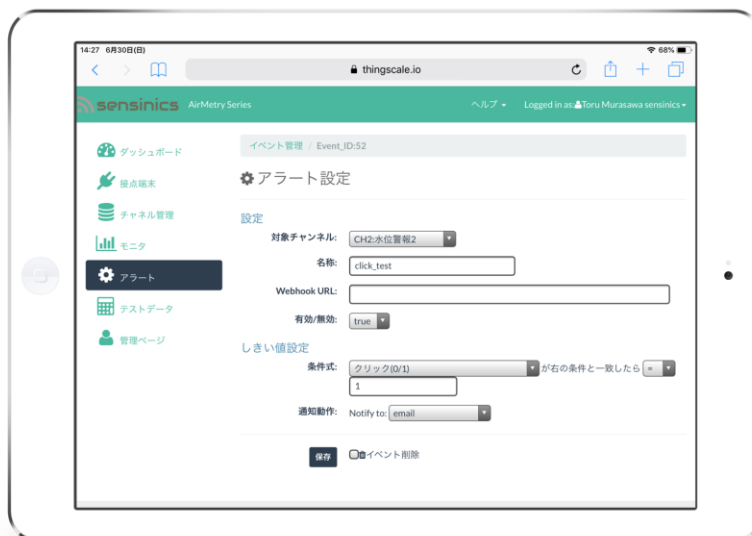 14:27 6月30日(日)
68%
thingscale.io
sensinics AirMetry Series
ヘルプ
Logged in as: Toru Murasawa sensinics
ダッシュボード
接点端末
チャネル管理
モニタ
アラート
テストデータ
管理ページ
イベント管理 / Event_ID:52
アラート設定
設定
対象チャンネル: CH2:水位警報2
名称: click_test
Webhook URL:
有効/無効: true
しきい値設定
条件式: クリック(0/1) が右の条件と一致したら =
1
通知動作: Notify to: email
保存 イベント削除